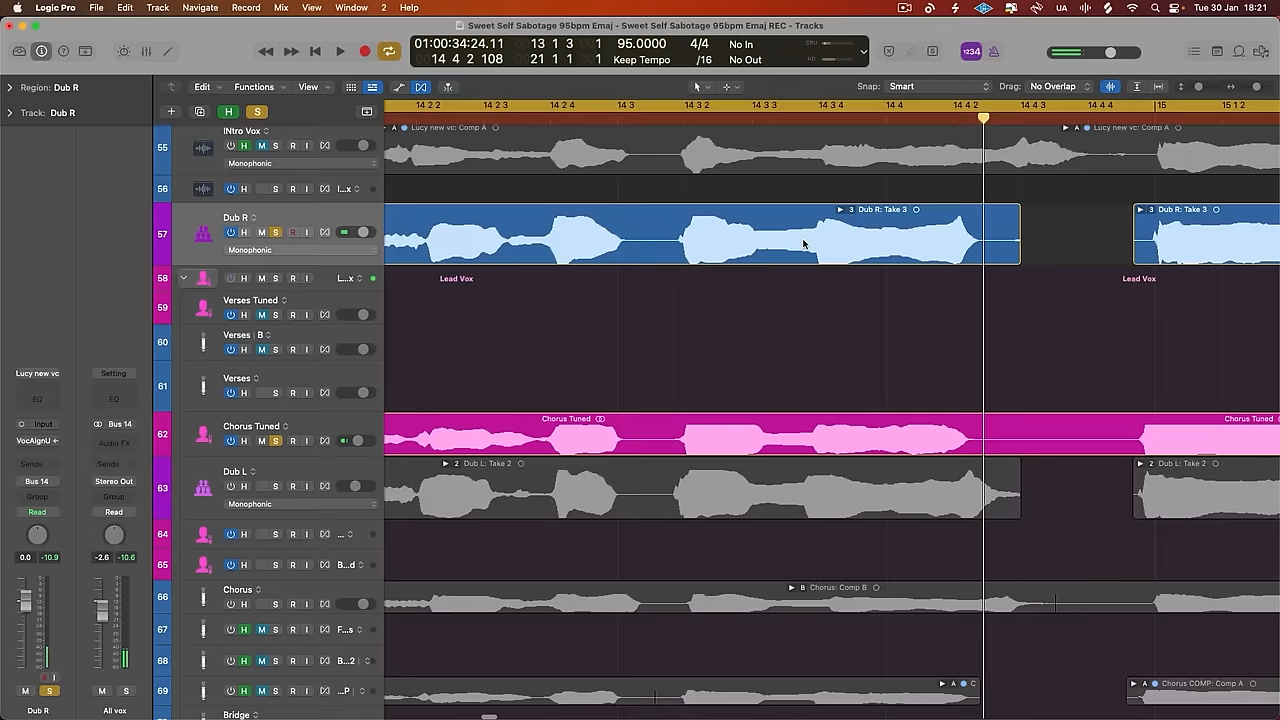 Logic Pro File Edit Track Navigate Record Mix View Window 2 Help UA Tue 30 Jan 18:21
Sweet Self Sabotage 95bpm Emaj - Sweet Self Sabotage 95bpm Emaj REC - Tracks
01:00:34:24.11 13 1 3 1 95.0000 4/4 No In CPU
14 4 2 108 21 1 1 1 Keep Tempo /16 No Out HD
1234
Region: Dub R
Edit Functions View Snap: Smart Drag: No Overlap
14 2 2 14 2 3 14 2 4 14 3 14 3 2 14 3 3 14 3 4 14 4 14 4 2 14 4 3 14 4 4 15 15 1 2
Track: Dub R
H S
INtro Vox
A Lucy new vc: Comp A A Lucy new vc: Comp A
55 H M S R I
Monophonic
56 H S R I I...x
Dub R
3 Dub R: Take 3 3 Dub R: Take 3
57 H M S R I
Monophonic
58 H M S R I L...x
Lead Vox Lead Vox
Verses Tuned
59 H M S R I
Verses | B
60 H M S R I
Verses
61 H S R I
Chorus Tuned
Chorus Tuned Chorus Tuned
62 H M S R I
Dub L
2 Dub L: Take 2 2 Dub L: Take 2
63 H M S R I
Monophonic
64 H M S R I ...
65 H M S R I B...d
Chorus
B Chorus: Comp B
66 H M S R I
67 H M S R I F...s
68 H M S R I B...2
69 H M S R I ...P
A C A Chorus COMP: Comp A
Bridge
Lucy new vc Setting
EQ EQ
Input Bus 14
VocAlignU Audio FX
Sends Sends
Bus 14 Stereo Out
Group Group
Read Read
0.0 -10.9 -2.6 -10.6
R I
M S M S
Dub R All vox